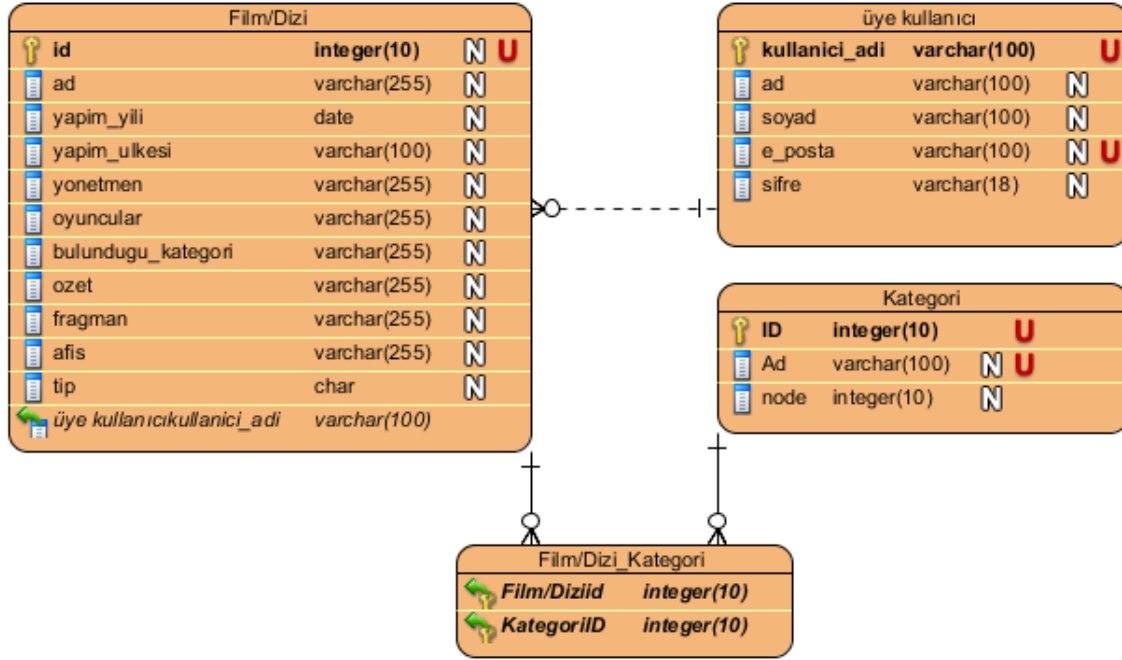 Film/Dizi
id integer(10) N U
ad varchar(255) N
yapim_yili date N
yapim_ulkesi varchar(100) N
yonetmen varchar(255) N
oyuncular varchar(255) N
bulundugu_kategori varchar(255) N
ozet varchar(255) N
fragman varchar(255) N
afis varchar(255) N
tip char N
üye kullanıcıkullanici_adi varchar(100)
üye kullanıcı
kullanici_adi varchar(100) U
ad varchar(100) N
soyad varchar(100) N
e_posta varchar(100) N U
sifre varchar(18) N
Kategori
ID integer(10) U
Ad varchar(100) N U
node integer(10) N
Film/Dizi_Kategori
Film/Diziid integer(10)
KategoriID integer(10)